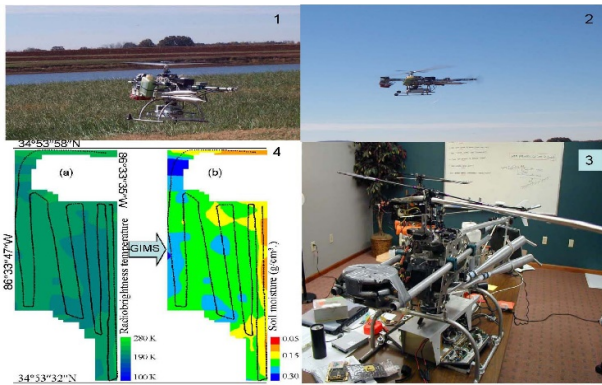 1
2
34°53'58"N
4
3
(a)
(b)
86°33'35"W
86°33'47"W
GIMS
Radiobrightness temperature
Soil moisture (g/cm³.)
280 K
190 K
100 K
0.05
0.15
0.30
34°53'32"N